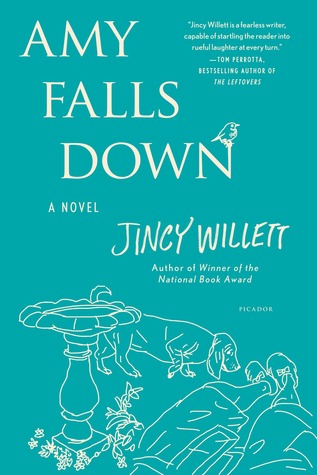 AMY
FALLS
DOWN
"Jincy Willett is a fearless writer,
capable of startling the reader into
rueful laughter at every turn."
—TOM PERROTTA,
BESTSELLING AUTHOR OF
THE LEFTOVERS
A NOVEL
JINCY WILLETT
Author of Winner of the
National Book Award
PICADOR